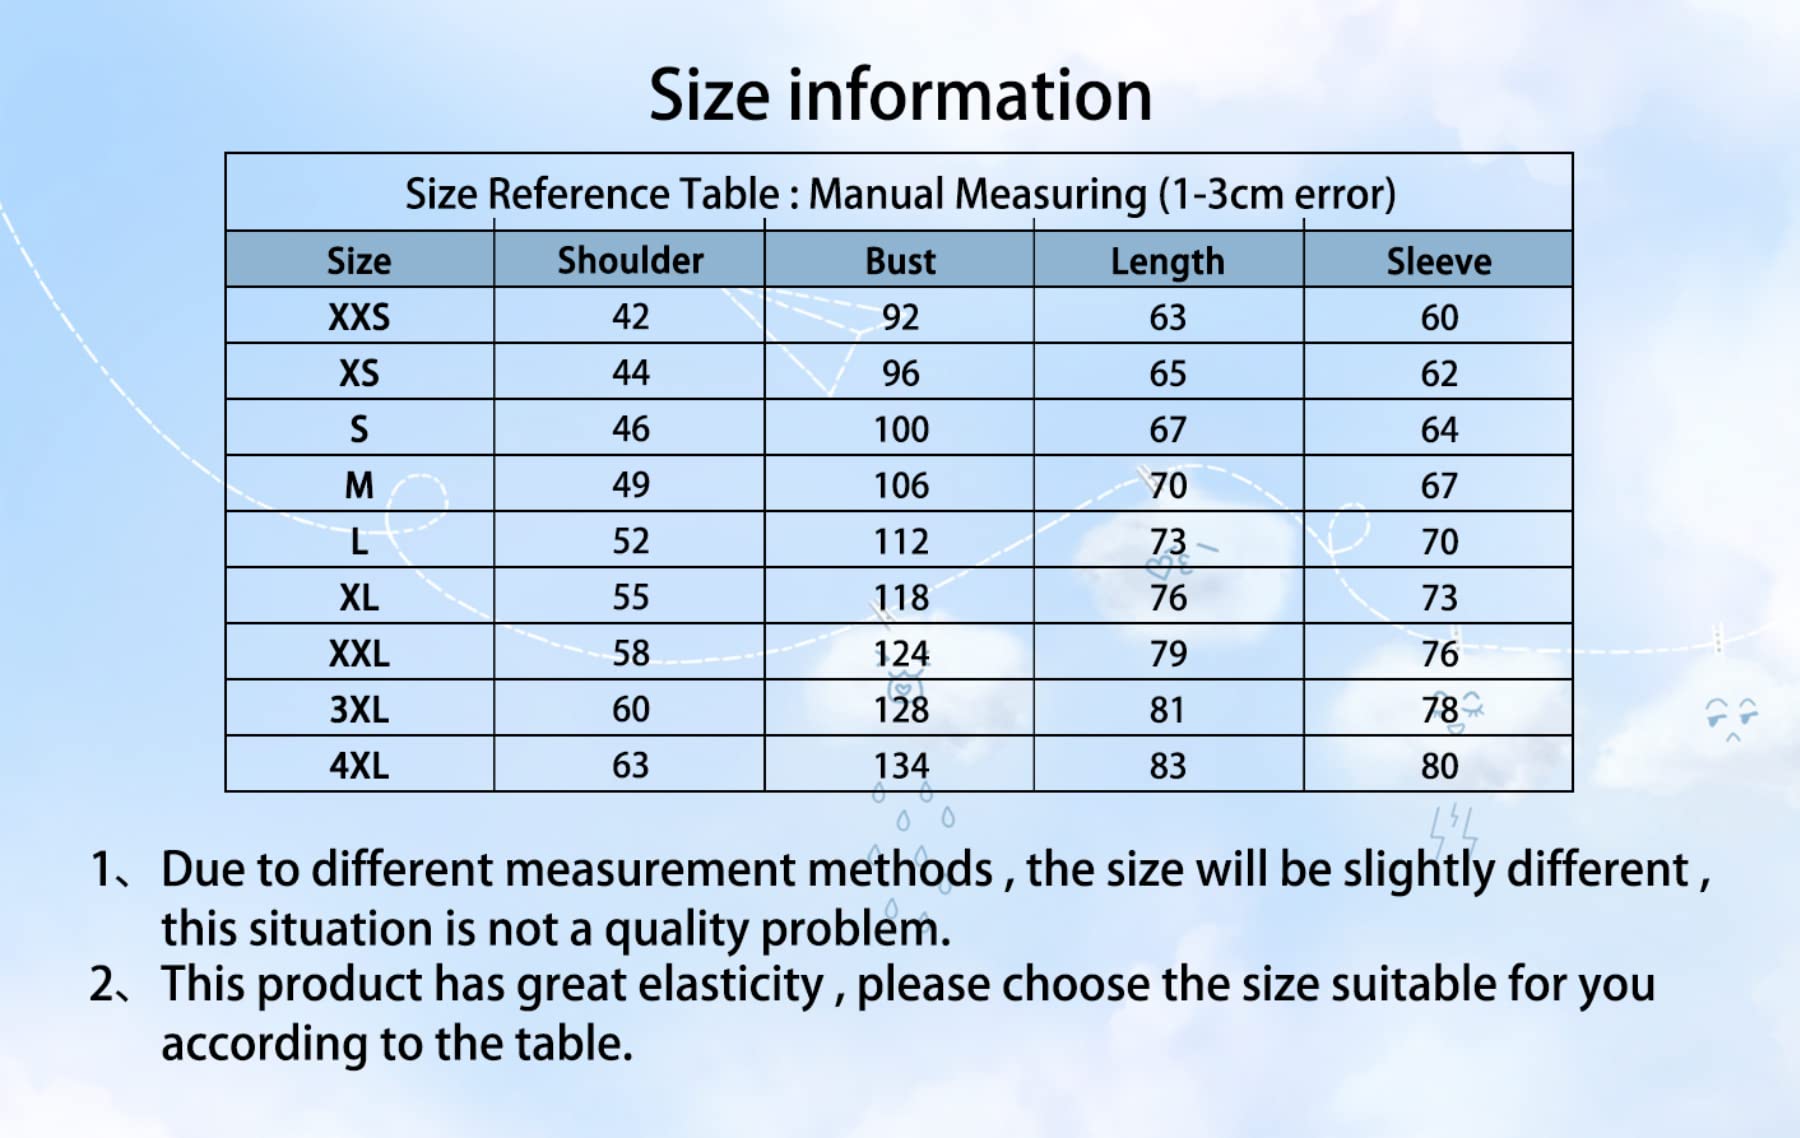 Size information
Size Reference Table : Manual Measuring (1-3cm error)
Size Shoulder Bust Length Sleeve
XXS 42 92 63 60
XS 44 96 65 62
S 46 100 67 64
M 49 106 70 67
L 52 112 73 70
XL 55 118 76 73
XXL 58 124 79 76
3XL 60 128 81 78
4XL 63 134 83 80
1、 Due to different measurement methods , the size will be slightly different ,
this situation is not a quality problem.
2、 This product has great elasticity , please choose the size suitable for you
according to the table.